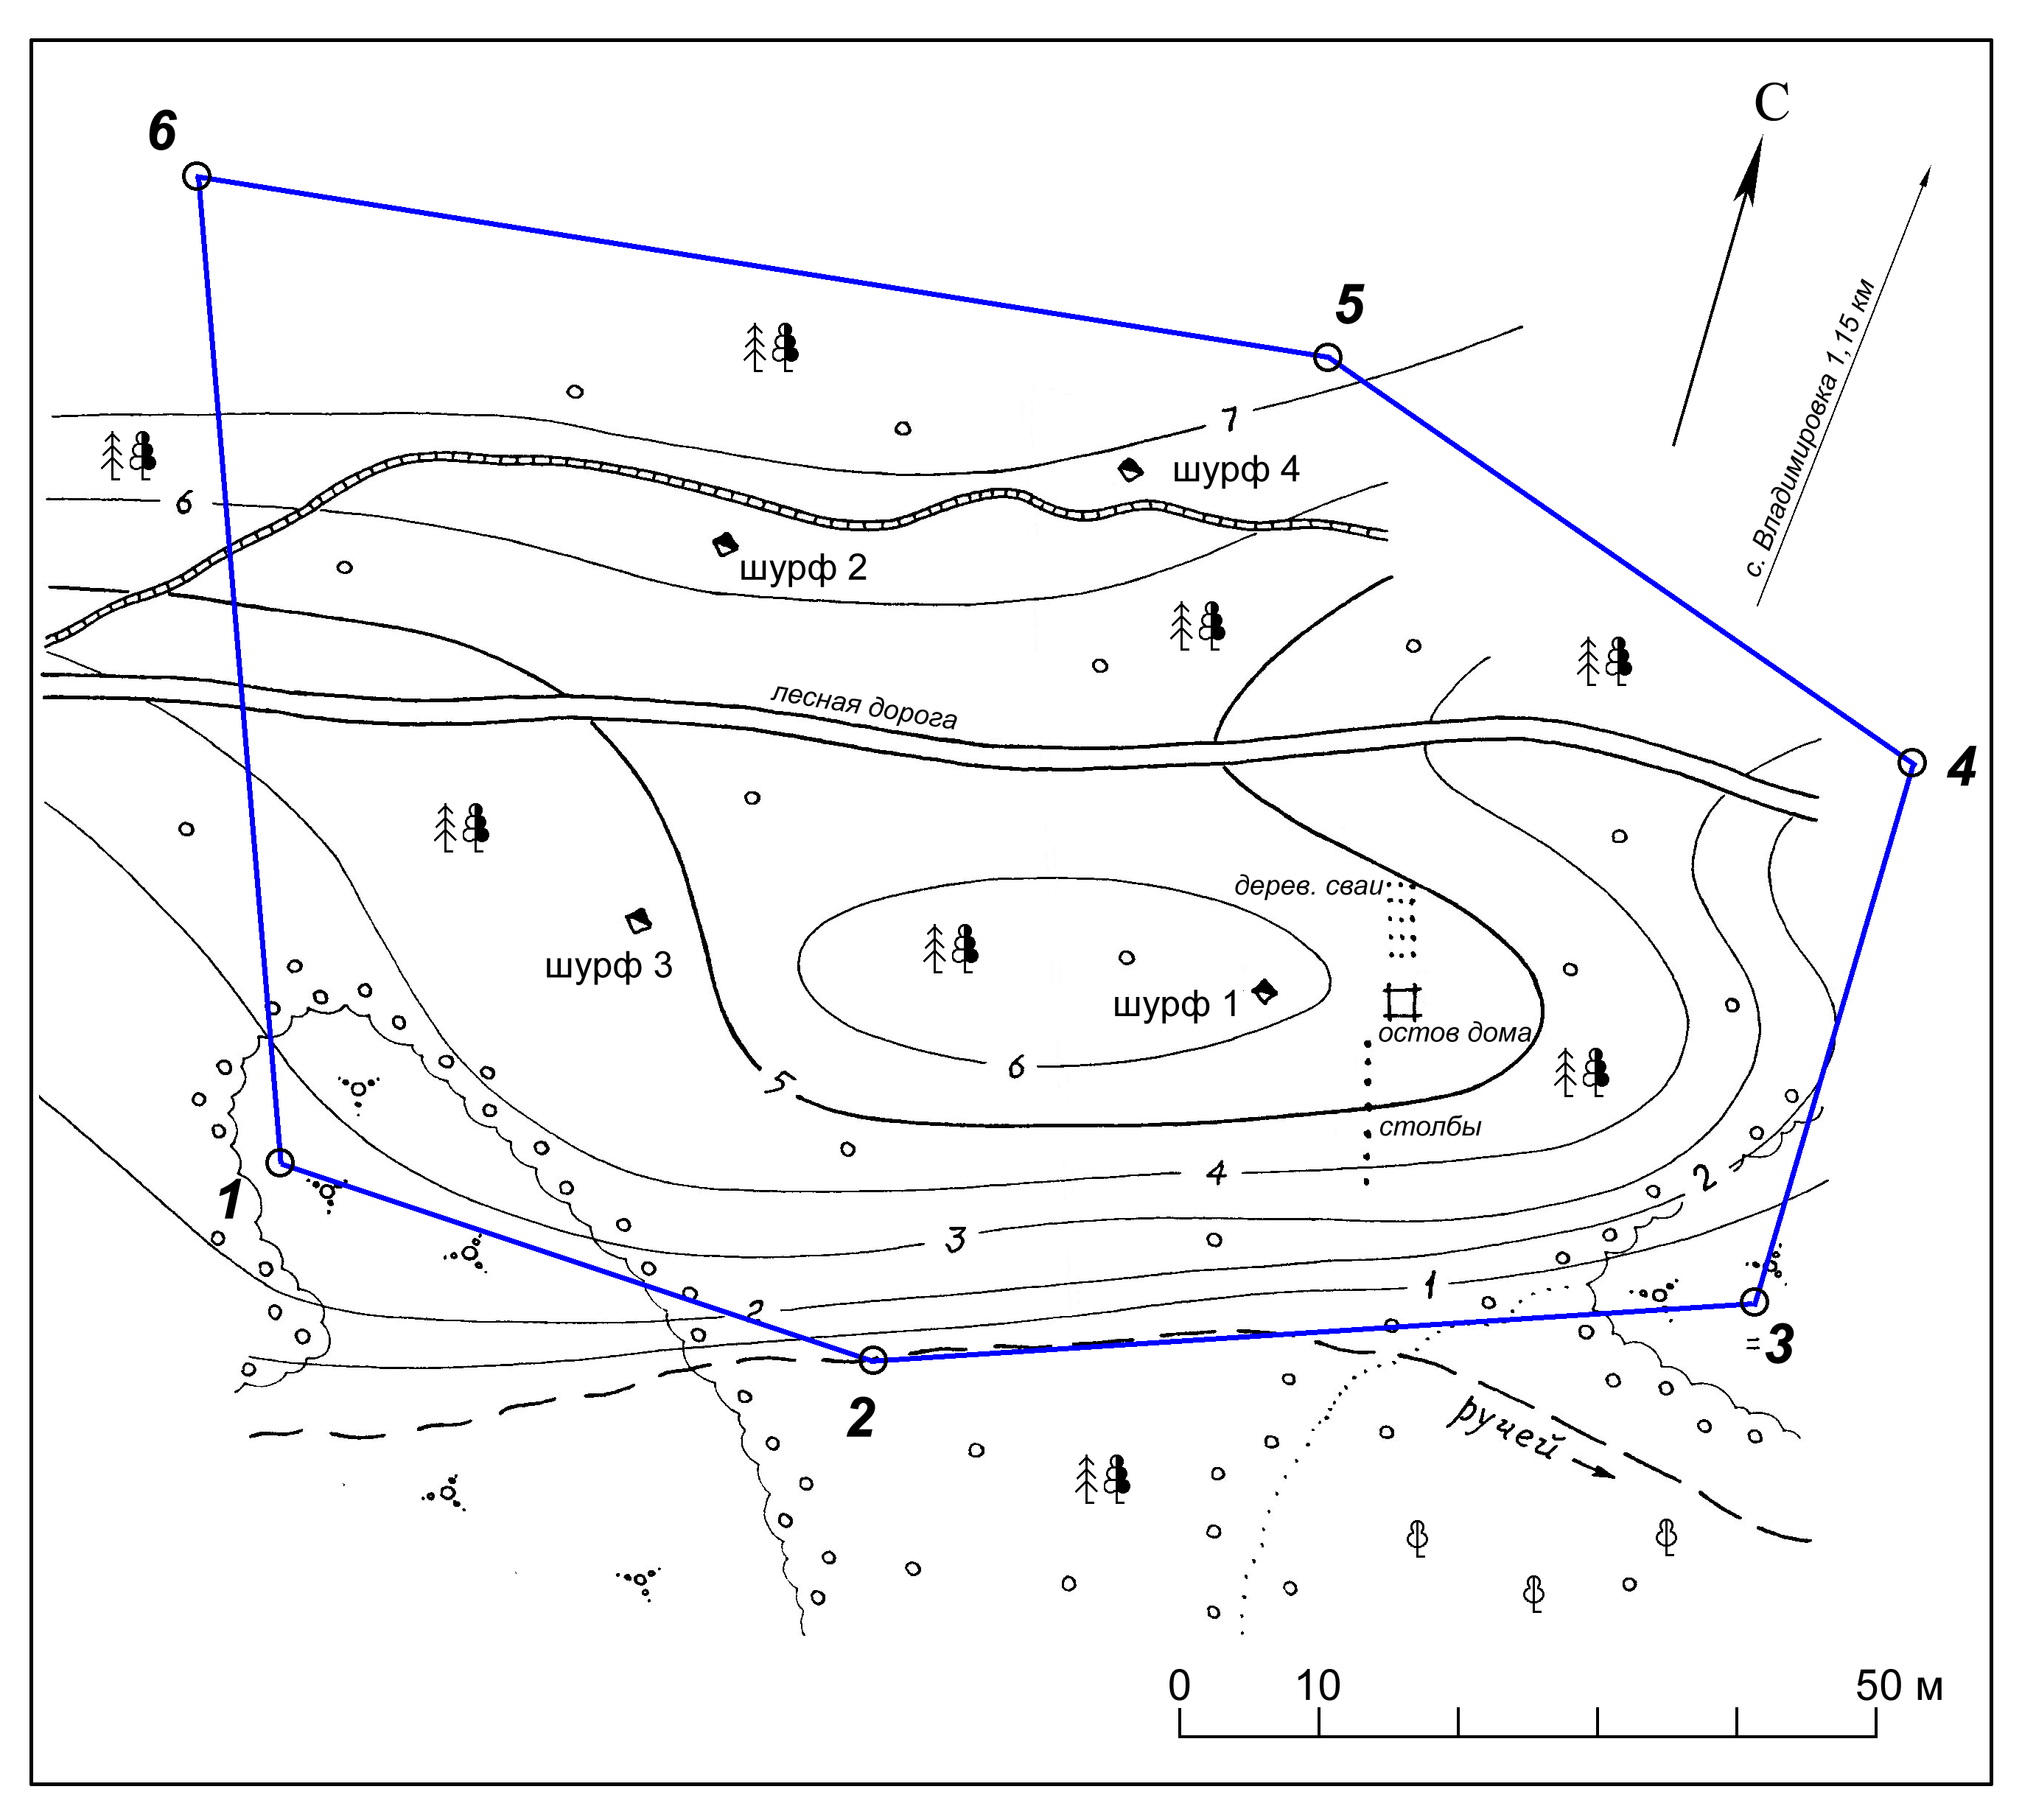 С
6
5
с. Владимировка 1,15 км
7
шурф 4
6
шурф 2
лесная дорога
4
дерев. сваи
шурф 3
шурф 1
остов дома
6
5
столбы
4
2
1
3
1
2
=3
2
ручей
0 10 50 м